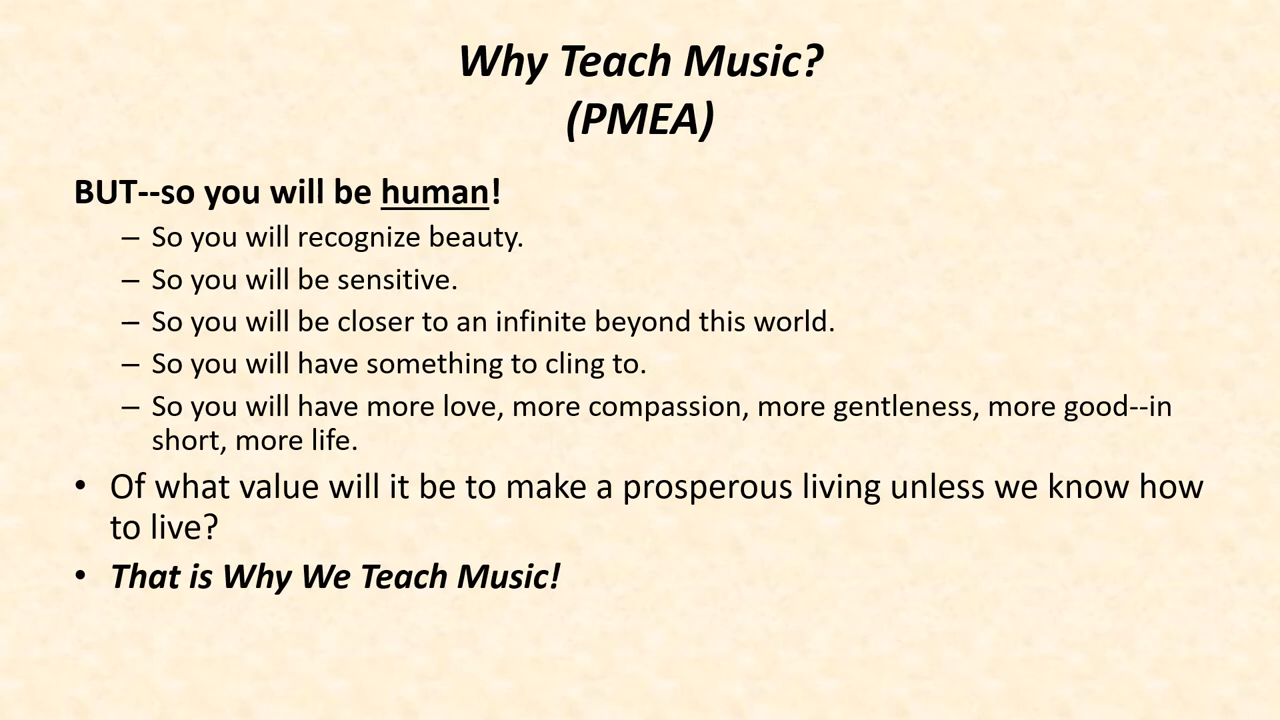 Why Teach Music?
(PMEA)
BUT--so you will be human!
– So you will recognize beauty.
– So you will be sensitive.
– So you will be closer to an infinite beyond this world.
– So you will have something to cling to.
– So you will have more love, more compassion, more gentleness, more good--in
short, more life.
• Of what value will it be to make a prosperous living unless we know how
to live?
• That is Why We Teach Music!